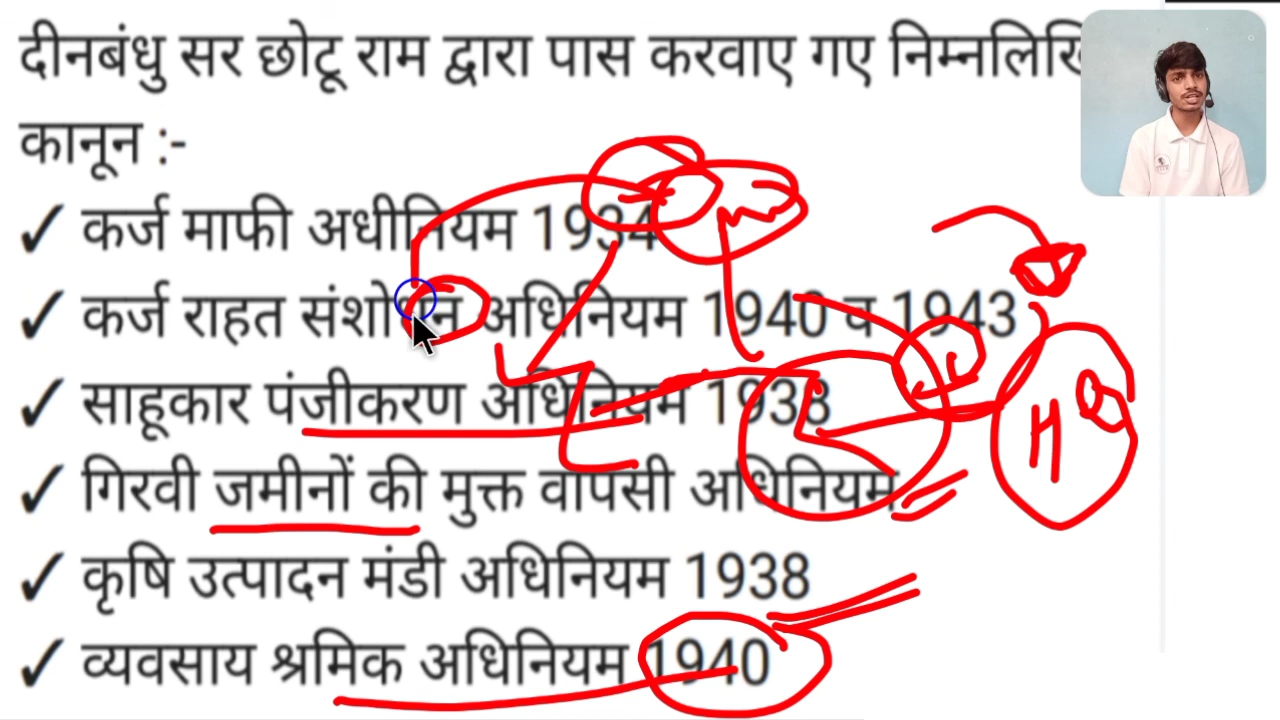 दीनबंधु सर छोटू राम द्वारा पास करवाए गए
कानून :-
✓ कर्ज माफी अधीनियम 1934
✓ कर्ज राहत संशोधन अधिनियम 1940 व 1943
✓ साहूकार पंजीकरण अधिनियम 1938
✓ गिरवी जमीनों की मुक्त वापसी अधिनियम
✓ कृषि उत्पादन मंडी अधिनियम 1938
✓ व्यवसाय श्रमिक अधिनियम 1940